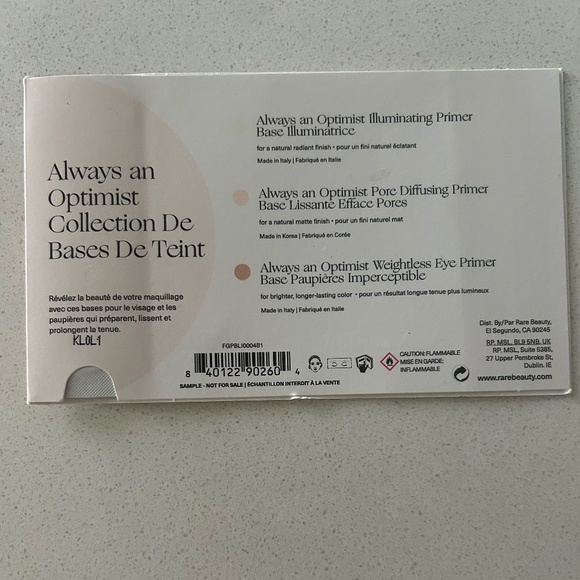 Always an
Optimist
Collection De
Bases De Teint
Révélez la beauté de votre maquillage
avec ces bases pour le visage et les
paupières qui préparent, lissent et
prolongent la tenue.
KL0L1
Always an Optimist Illuminating Primer
Base Illuminatrice
for a natural radiant finish • pour un fini naturel éclatant
Made in Italy | Fabriqué en Italie
Always an Optimist Pore Diffusing Primer
Base Lissante Efface Pores
for a natural matte finish • pour un fini naturel mat
Made in Korea | Fabriqué en Corée
Always an Optimist Weightless Eye Primer
Base Paupières Imperceptible
for brighter, longer-lasting color • pour un résultat longue tenue plus lumineux
Made in Italy | Fabriqué en Italie
FGPBLI0004B1
8 40122 90260 4
SAMPLE - NOT FOR SALE | ÉCHANTILLON INTERDIT À LA VENTE
CAUTION: FLAMMABLE
MISE EN GARDE:
INFLAMMABLE
Dist. By/Par Rare Beauty,
El Segundo, CA 90245
RP, MSL, BL9 5NB, UK
RP, MSL, Suite 5385,
27 Upper Pembroke St,
Dublin. IE
www.rarebeauty.com